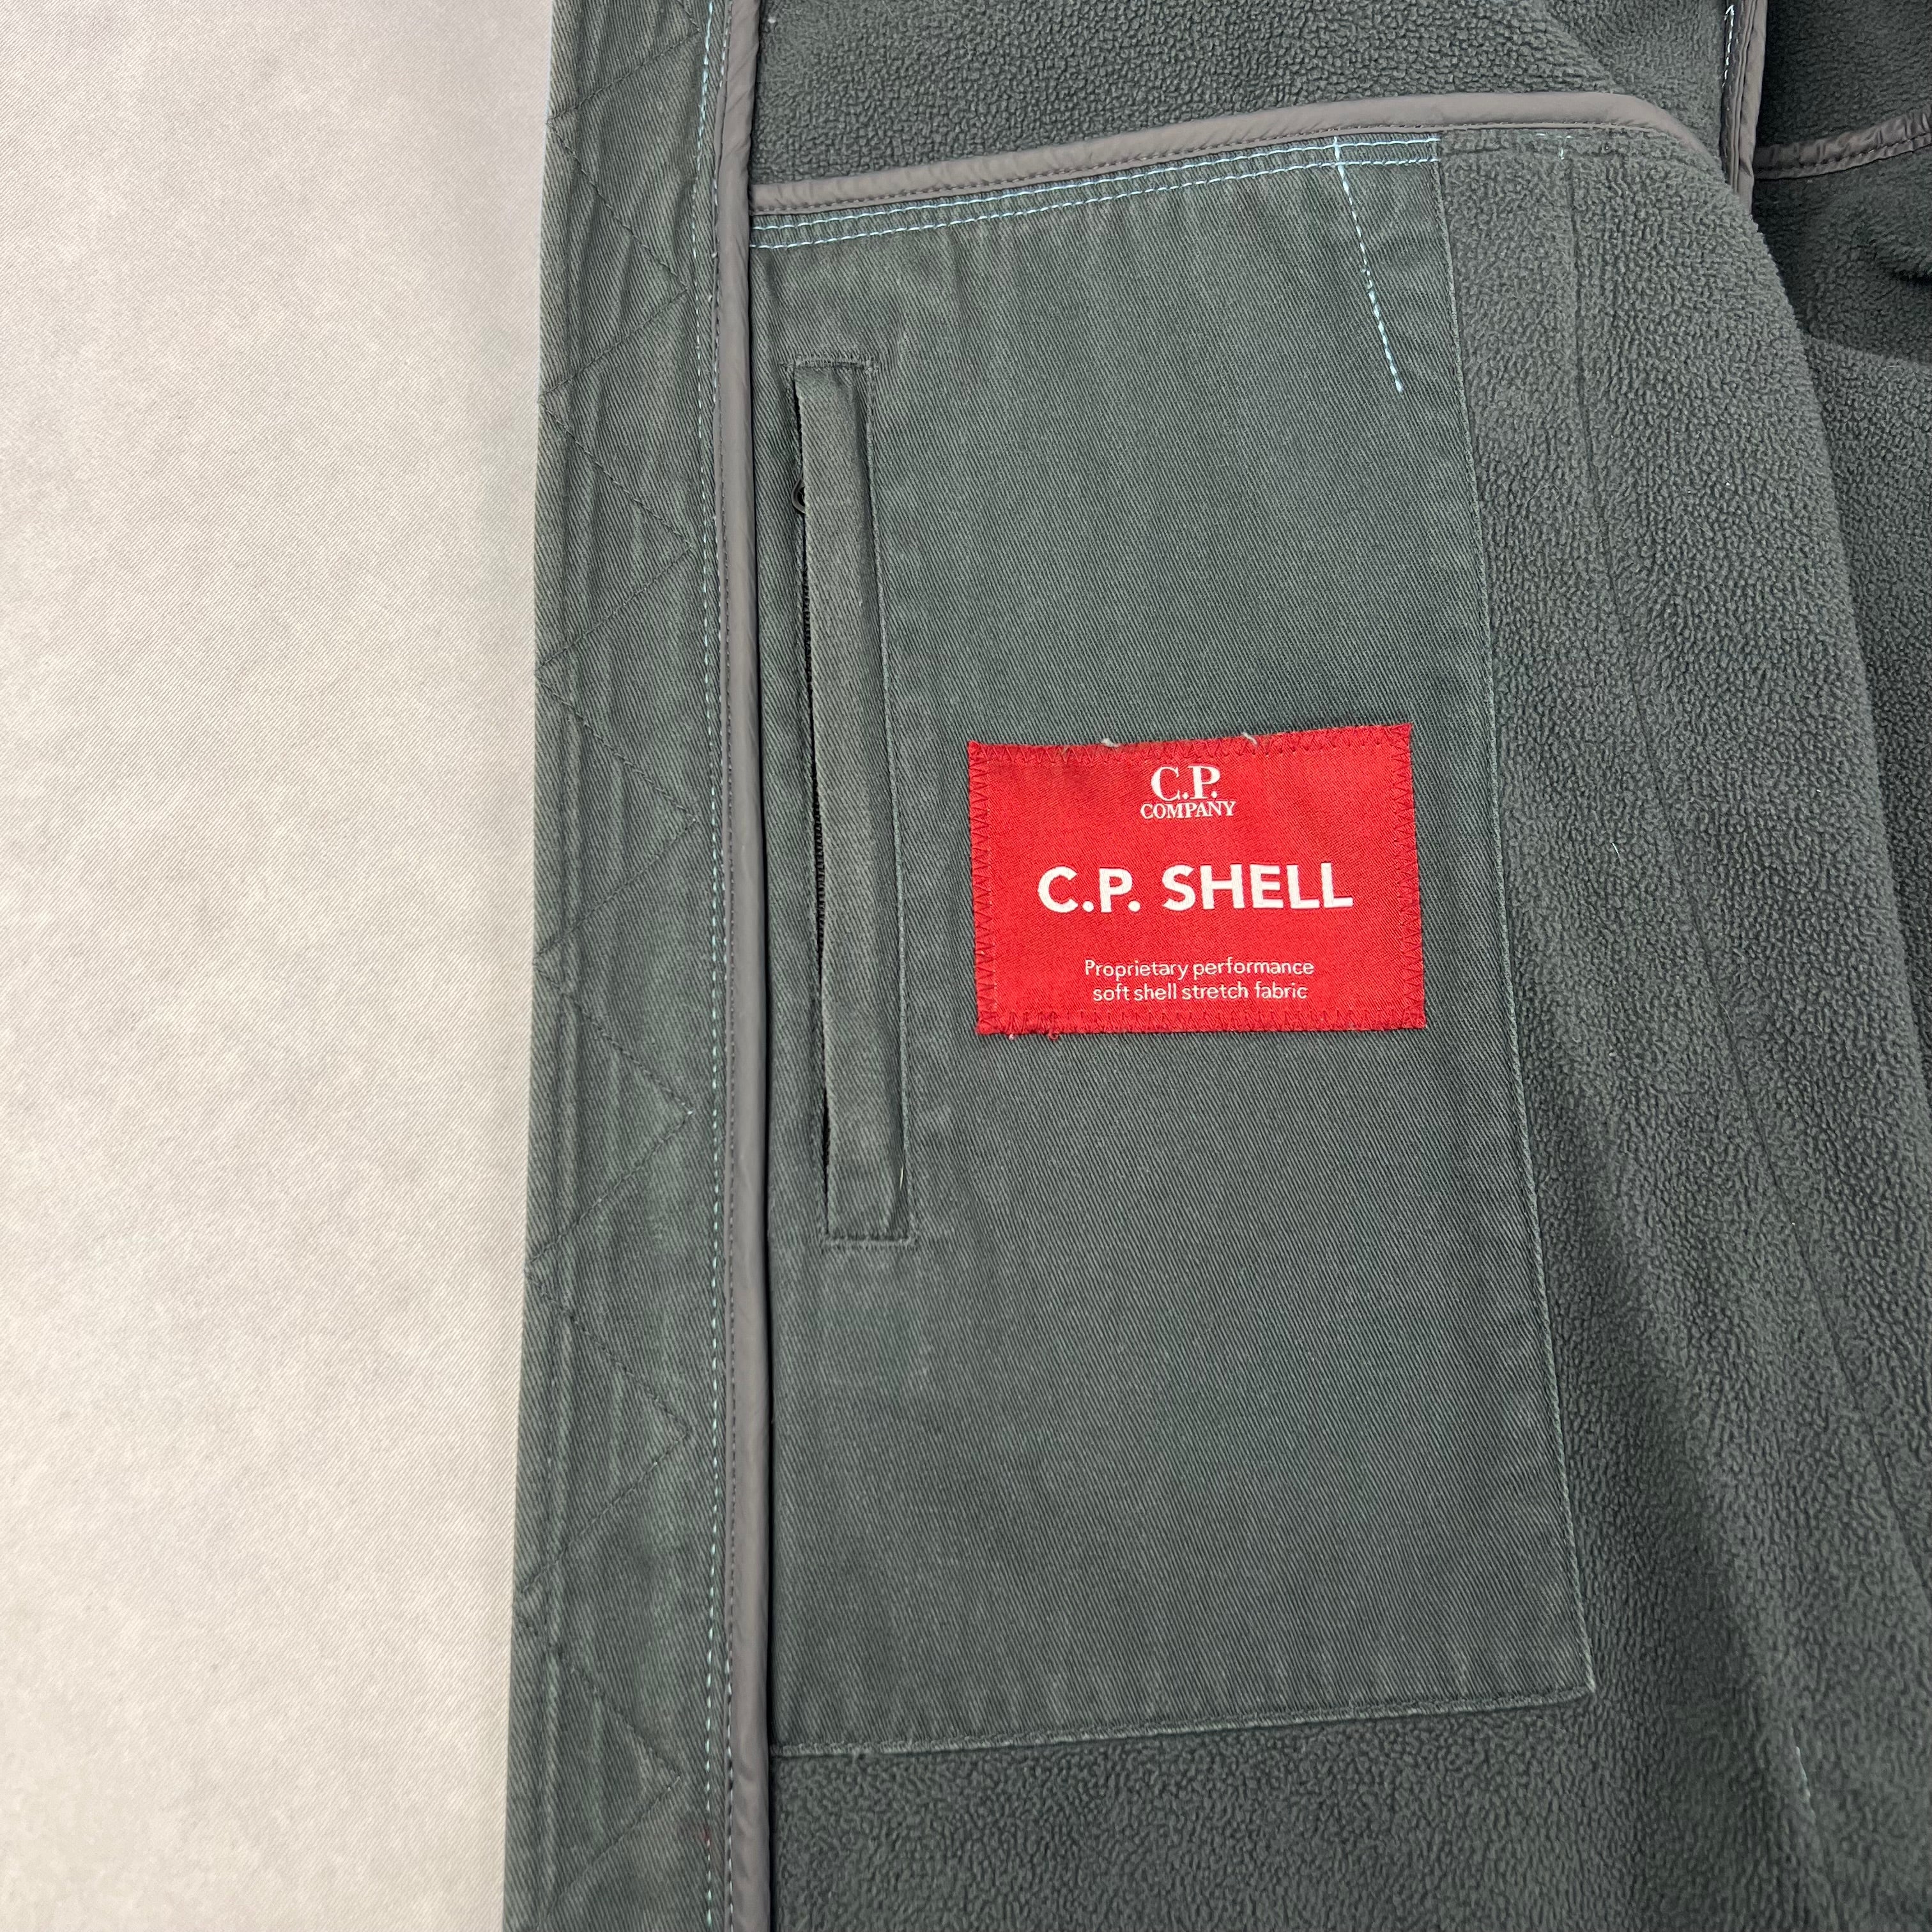 C.P.
COMPANY
C.P. SHELL
Proprietary performance
soft shell stretch fabric